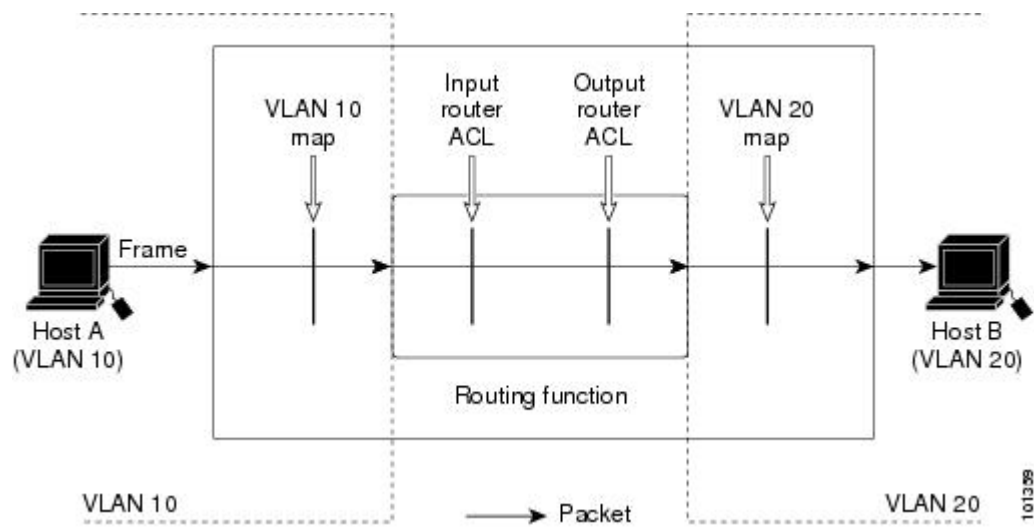 VLAN 10
map
Input
router
ACL
Output
router
ACL
VLAN 20
map
Frame
Host A
(VLAN 10)
Host B
(VLAN 20)
Routing function
VLAN 10
Packet
VLAN 20
101359